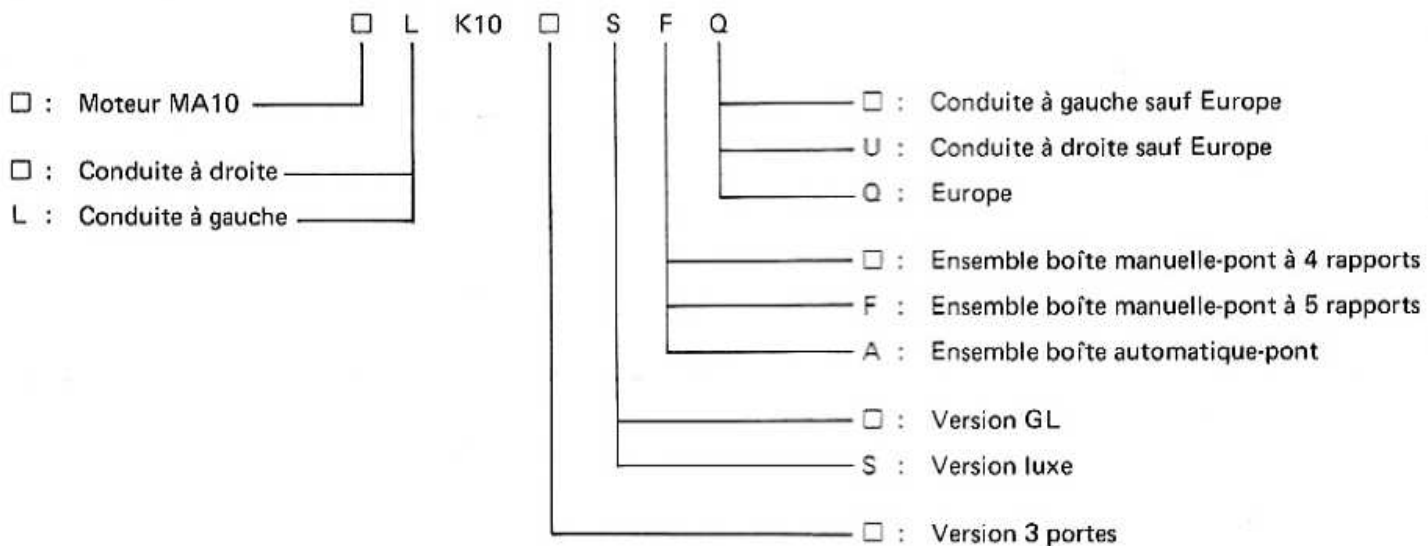 □ L K10 □ S F Q
□ : Moteur MA10
□ : Conduite à droite
L : Conduite à gauche
□ : Conduite à gauche sauf Europe
U : Conduite à droite sauf Europe
Q : Europe
□ : Ensemble boîte manuelle-pont à 4 rapports
F : Ensemble boîte manuelle-pont à 5 rapports
A : Ensemble boîte automatique-pont
□ : Version GL
S : Version luxe
□ : Version 3 portes